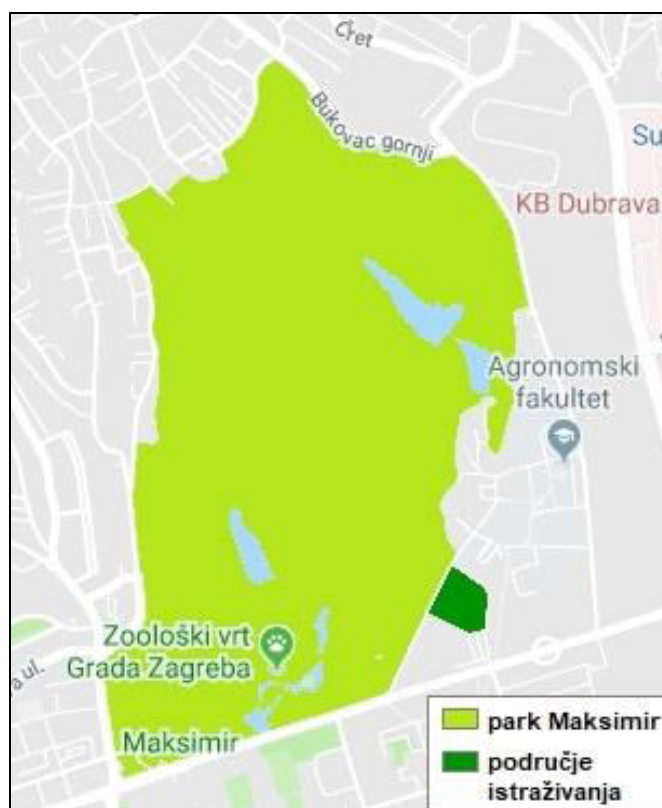 Čret
Bukovac gornji
Su
KB Dubrava
Agronomski
fakultet
Zoološki vrt
Grada Zagreba
a ul.
Maksimir
park Maksimir
područje
istraživanja